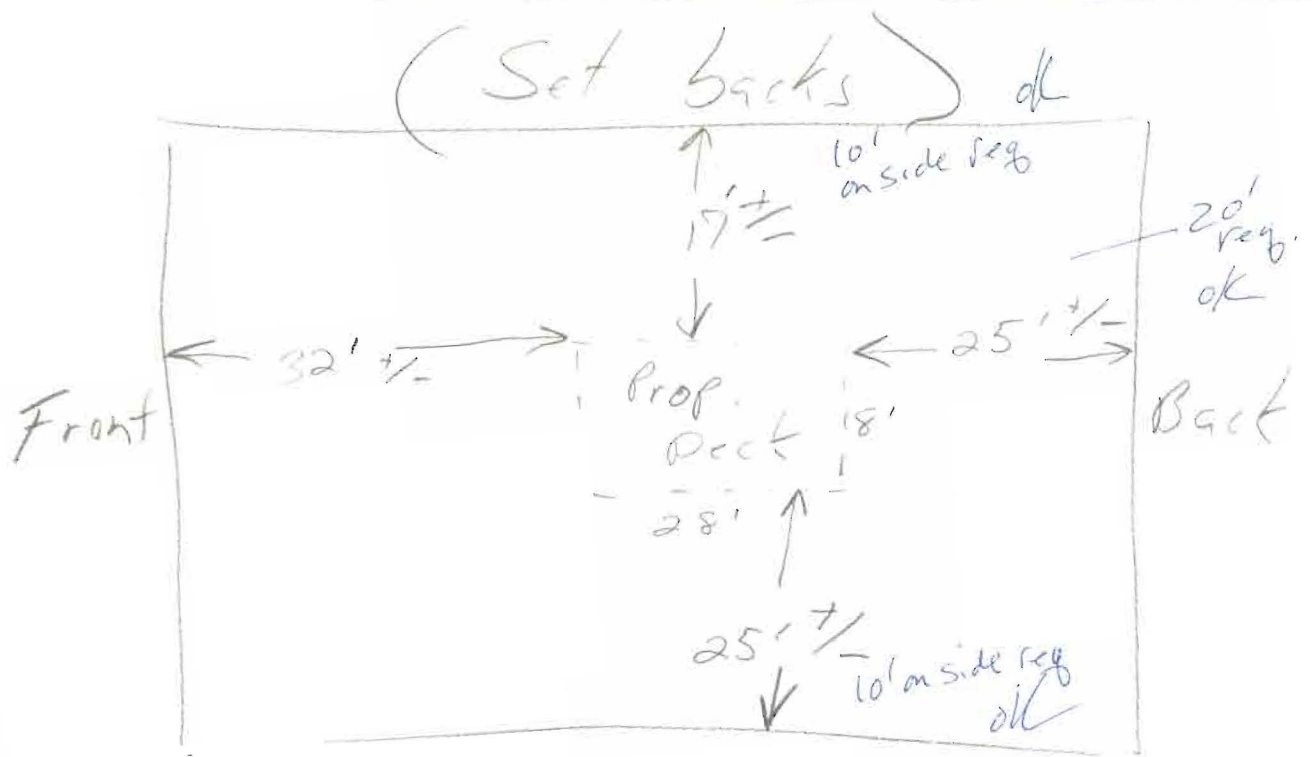 (Set backs) ok
10'
on side req
17' +/-
20'
req.
ok
32' +/-
25' +/-
Prop.
Deck
18'
Front
Back
28'
25' +/-
10' on side req
ok